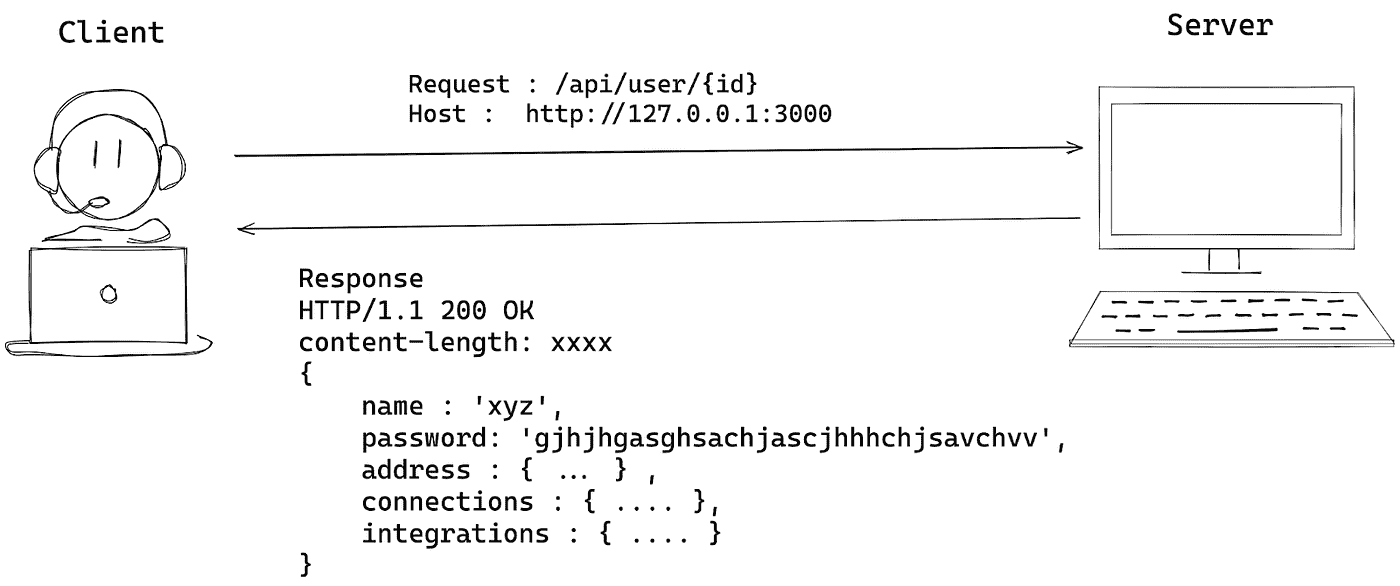 Client
Server
Request : /api/user/{id}
Host :  http://127.0.0.1:3000
Response
HTTP/1.1 200 OK
content-length: xxxx
{
    name : 'xyz',
    password: 'gjhjhgasghsachjascjhhhchjsavchvv',
    address : { ... } ,
    connections : { .... },
    integrations : { .... }
}